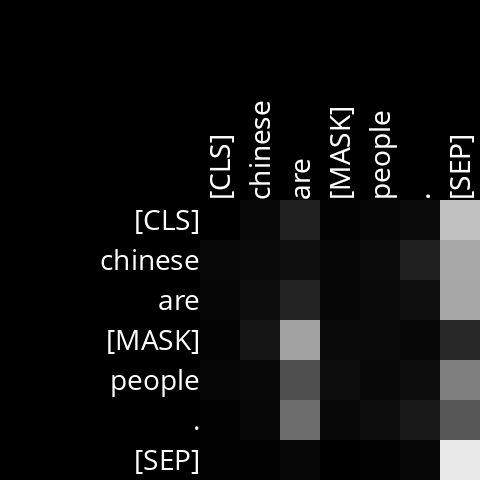 [CLS] chinese are [MASK] people . [SEP]
[CLS]
chinese
are
[MASK]
people
.
[SEP]